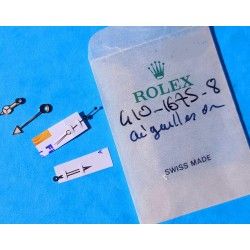 ROLEX
410-1675-8
aiguilles or
SWISS MADE